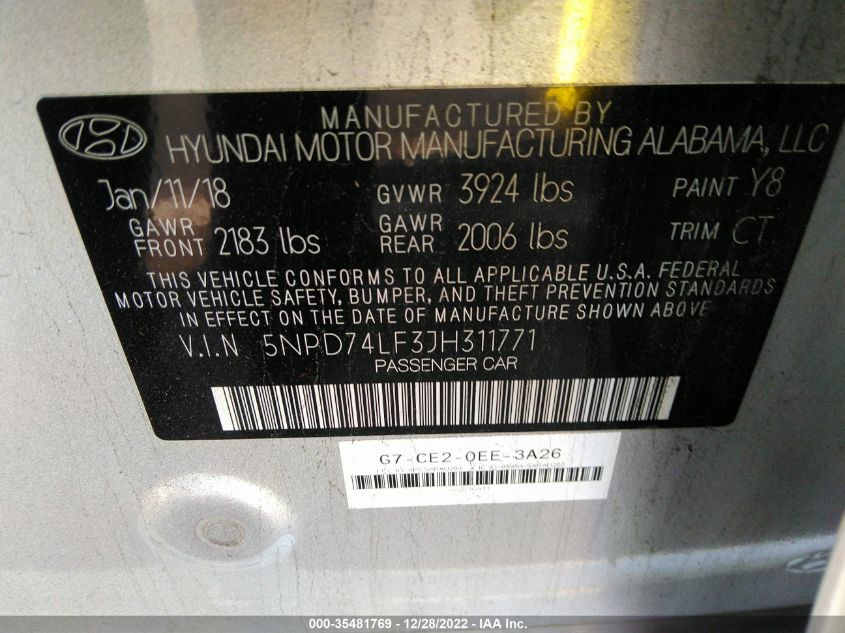 MANUFACTURED BY
HYUNDAI MOTOR MANUFACTURING ALABAMA, LLC
Jan/11/18 GVWR 3924 lbs PAINT Y8
GAWR FRONT 2183 lbs GAWR REAR 2006 lbs TRIM CT
THIS VEHICLE CONFORMS TO ALL APPLICABLE U.S.A. FEDERAL
MOTOR VEHICLE SAFETY, BUMPER, AND THEFT PREVENTION STANDARDS
IN EFFECT ON THE DATE OF MANUFACTURE SHOWN ABOVE
V.I.N 5NPD74LF3JH311771
PASSENGER CAR
G7-CE2-0EE-3A26
000-35481769 - 12/28/2022 - IAA Inc.